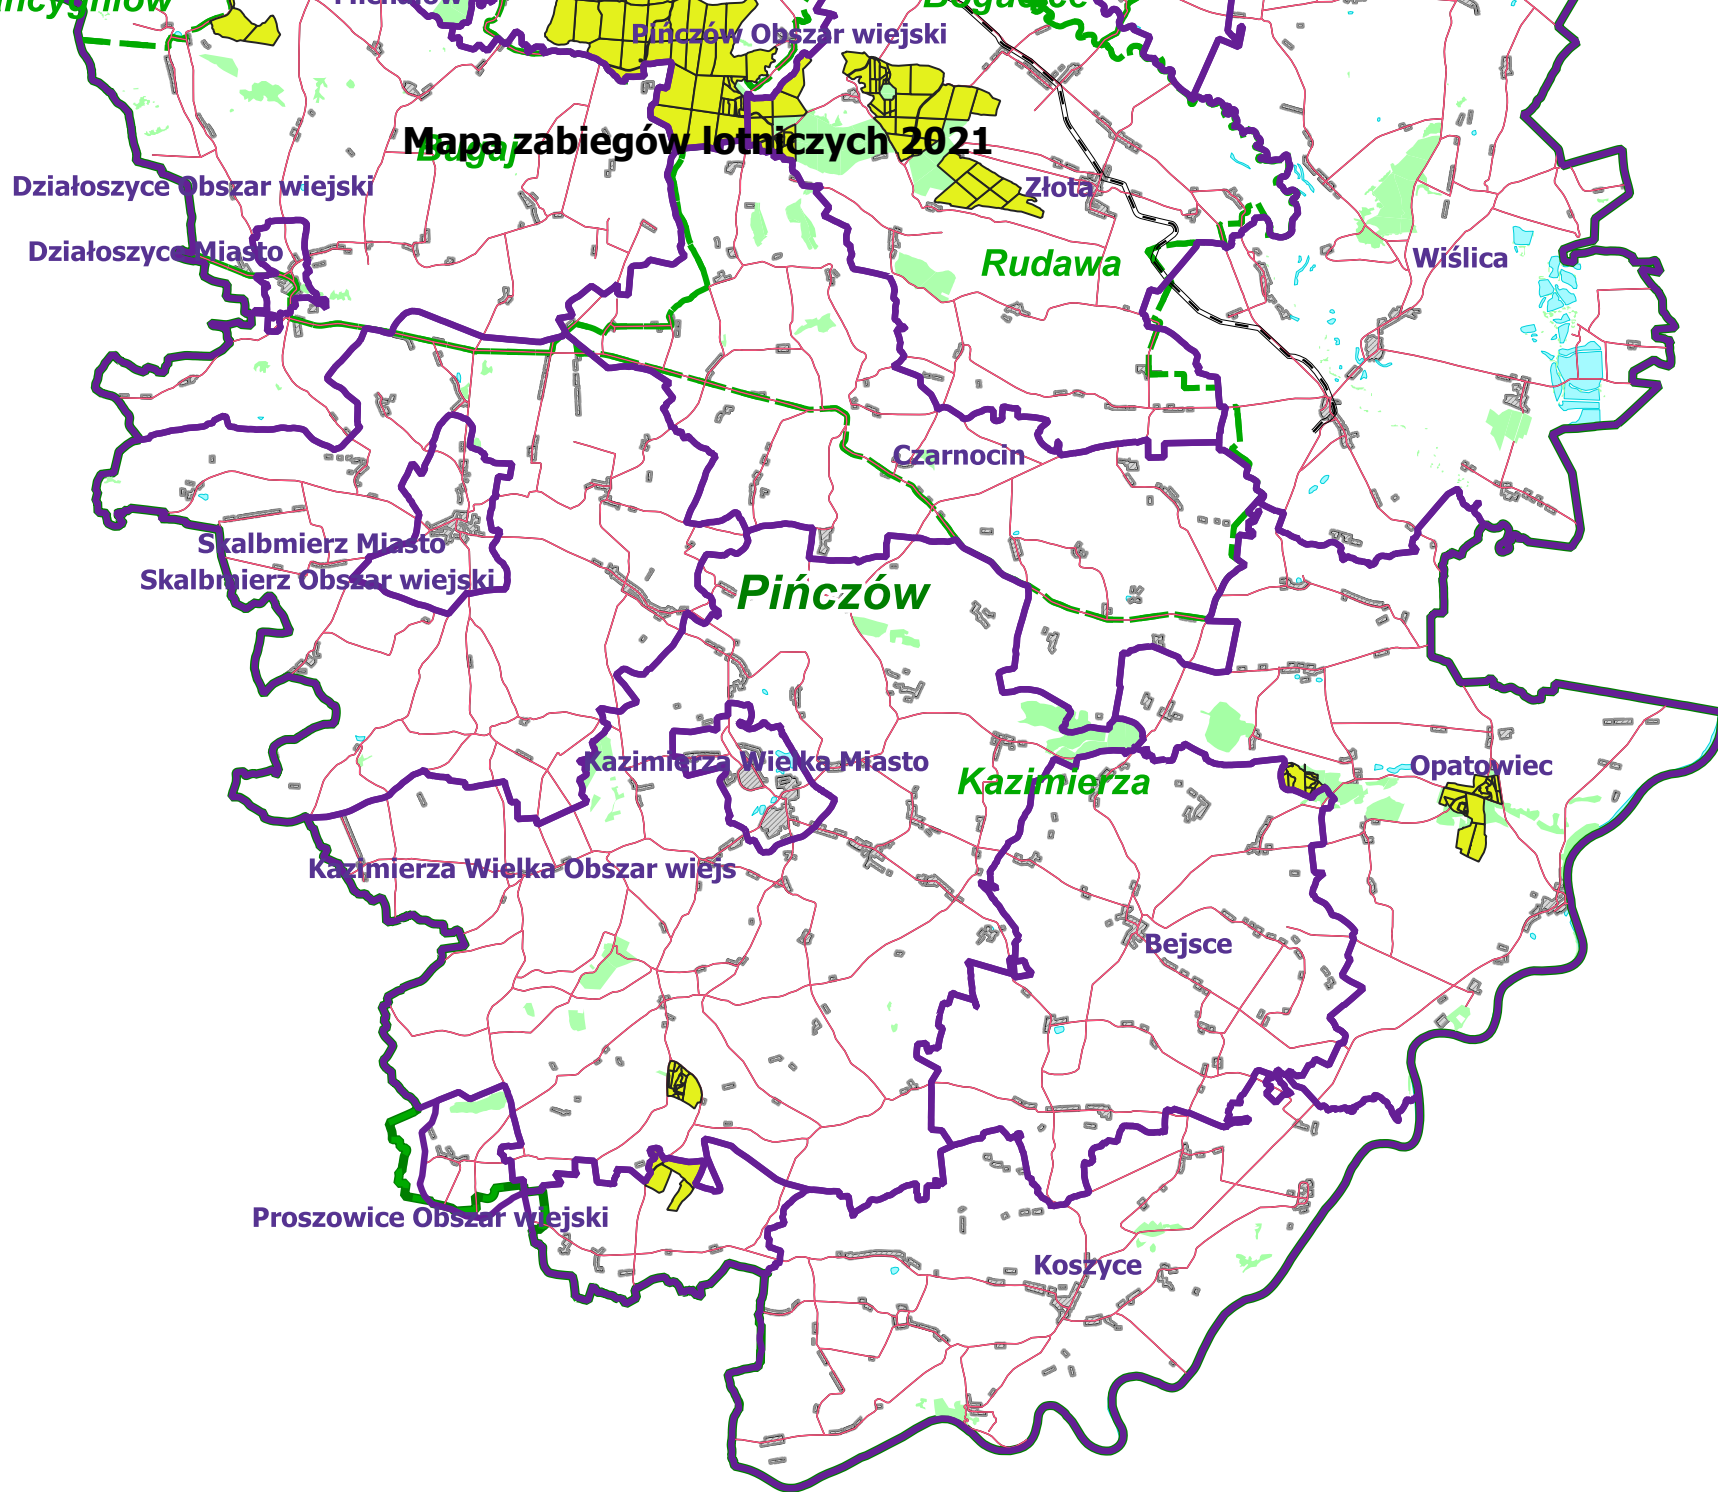 Pińczów Obszar wiejski
Mapa zabiegów lotniczych 2021
Bugaj
Działoszyce Obszar wiejski
Złota
Działoszyce Miasto
Rudawa
Wiślica
Czarnocin
Skalbmierz Miasto
Skalbmierz Obszar wiejski
Pińczów
Kazimierza Wielka Miasto
Kazimierza
Opatowiec
Kazimierza Wielka Obszar wiejs
Bejsce
Proszowice Obszar wiejski
Koszyce